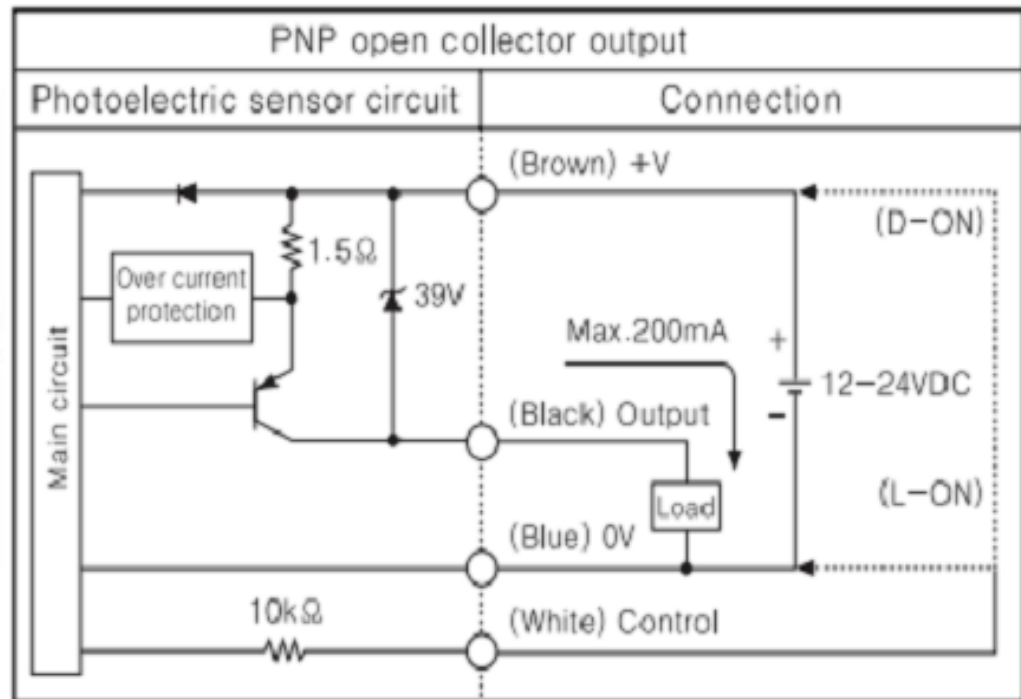 PNP open collector output
Photoelectric sensor circuit
Connection
(Brown) +V
(D-ON)
1.5Ω
Over current
protection
39V
Main circuit
Max.200mA
+
12-24VDC
-
(Black) Output
(L-ON)
Load
(Blue) 0V
10kΩ
(White) Control